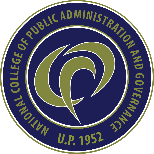 NATIONAL COLLEGE OF PUBLIC ADMINISTRATION AND GOVERNANCE
U.P. 1952